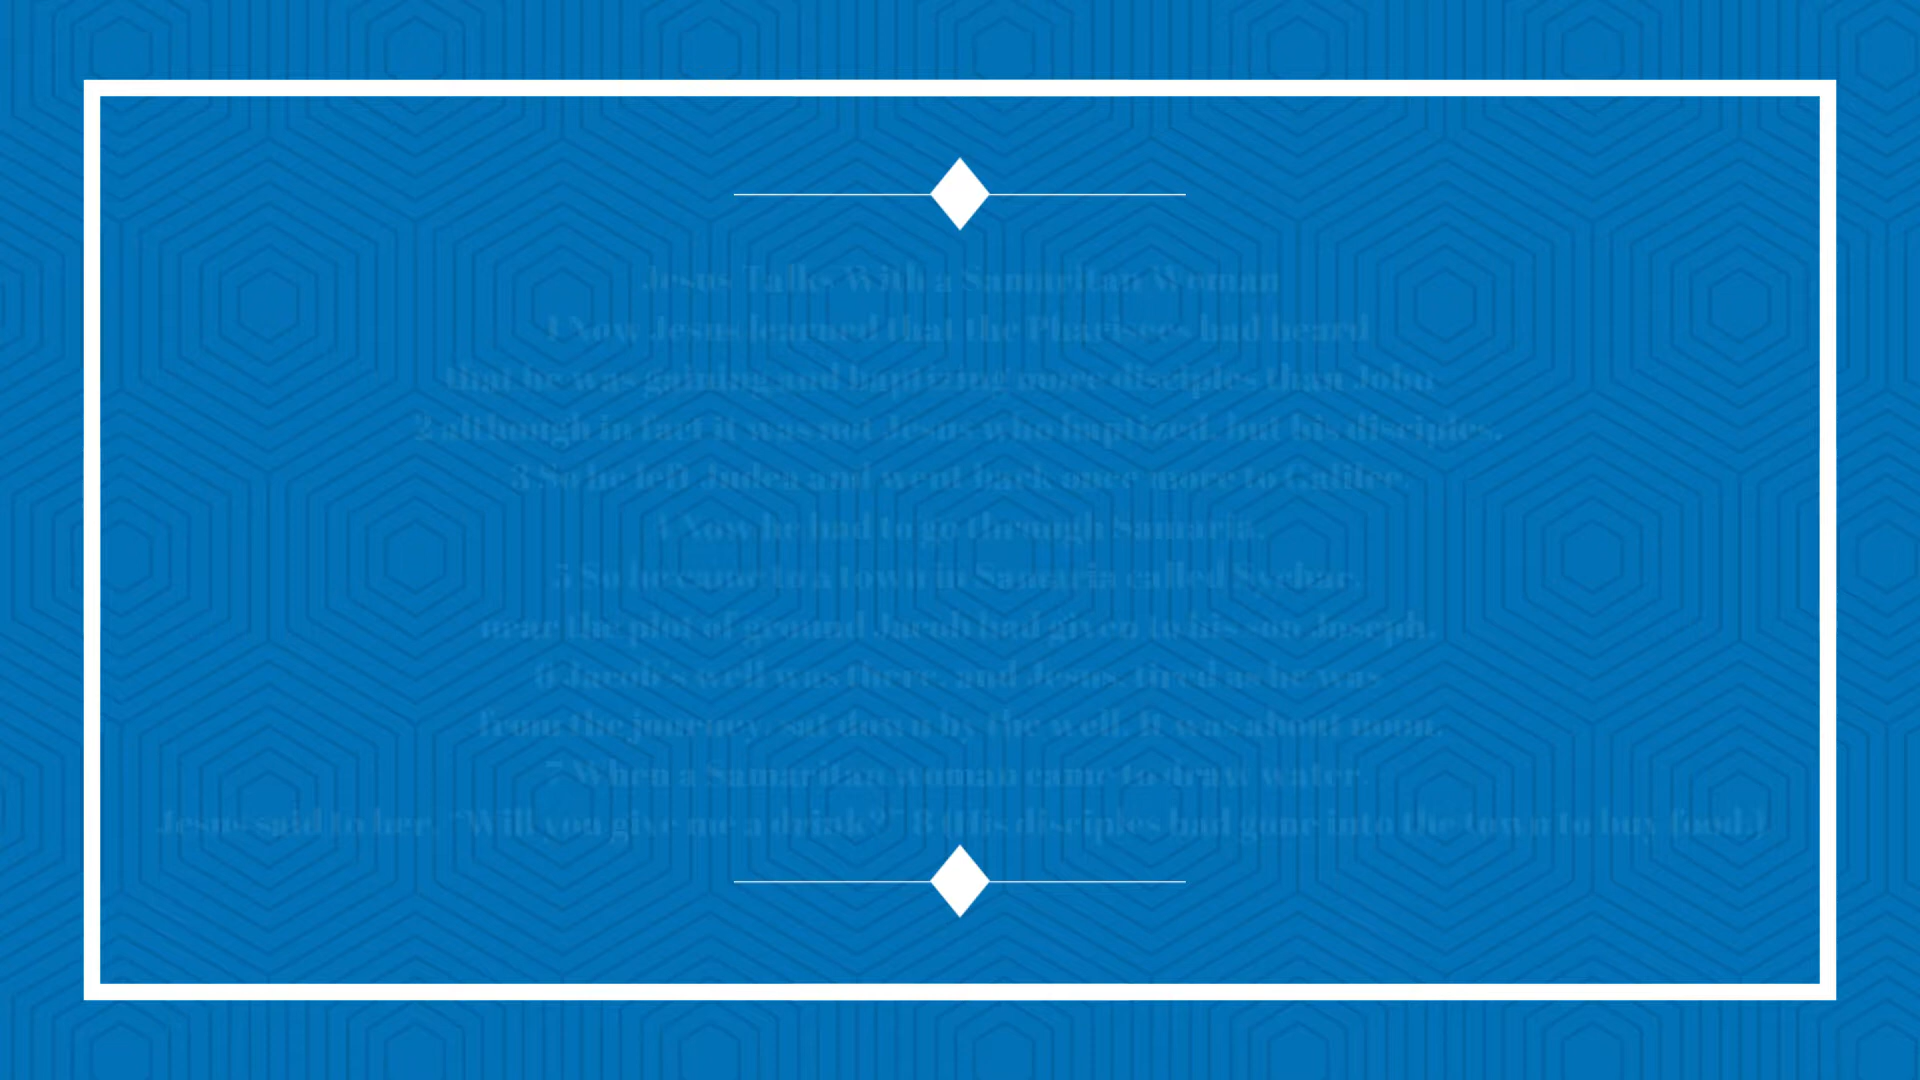 Jesus Talks With a Samaritan Woman
1 Now Jesus learned that the Pharisees had heard
that he was gaining and baptizing more disciples than John
2 although in fact it was not Jesus who baptized, but his disciples.
3 So he left Judea and went back once more to Galilee.
4 Now he had to go through Samaria.
5 So he came to a town in Samaria called Sychar,
near the plot of ground Jacob had given to his son Joseph.
6 Jacob's well was there, and Jesus, tired as he was
from the journey, sat down by the well. It was about noon.
7 When a Samaritan woman came to draw water
Jesus said to her, "Will you give me a drink?" 8 (His disciples had gone into the town to buy food.)